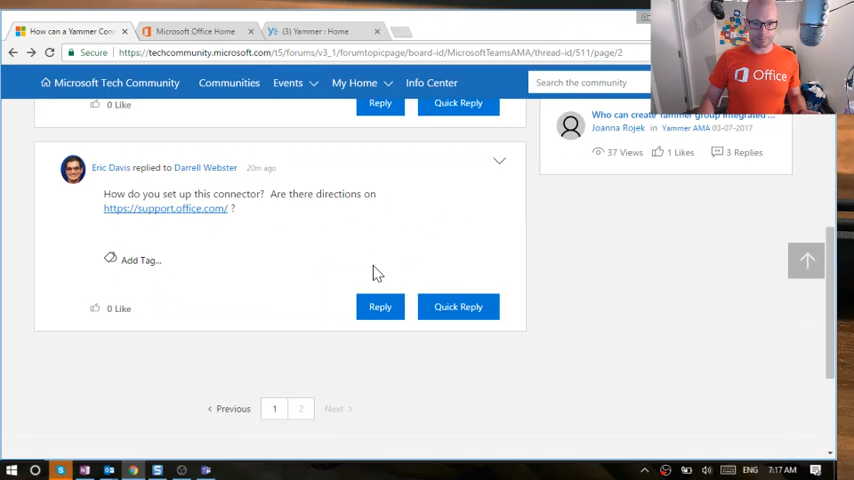 How can a Yammer Con
Microsoft Office Home
(3) Yammer : Home
Secure
https://techcommunity.microsoft.com/t5/forums/v3_1/forumtopicpage/board-id/MicrosoftTeamsAMA/thread-id/511/page/2
Office
Microsoft Tech Community
Communities
Events
My Home
Info Center
Search the community
0 Like
Reply
Quick Reply
Who can create Yammer group integrated ...
Joanna Rojek in Yammer AMA 03-07-2017
37 Views
1 Likes
3 Replies
Eric Davis replied to Darrell Webster 20m ago
How do you set up this connector? Are there directions on
https://support.office.com/ ?
Add Tag...
0 Like
Reply
Quick Reply
Previous
1
2
Next
ENG
7:17 AM